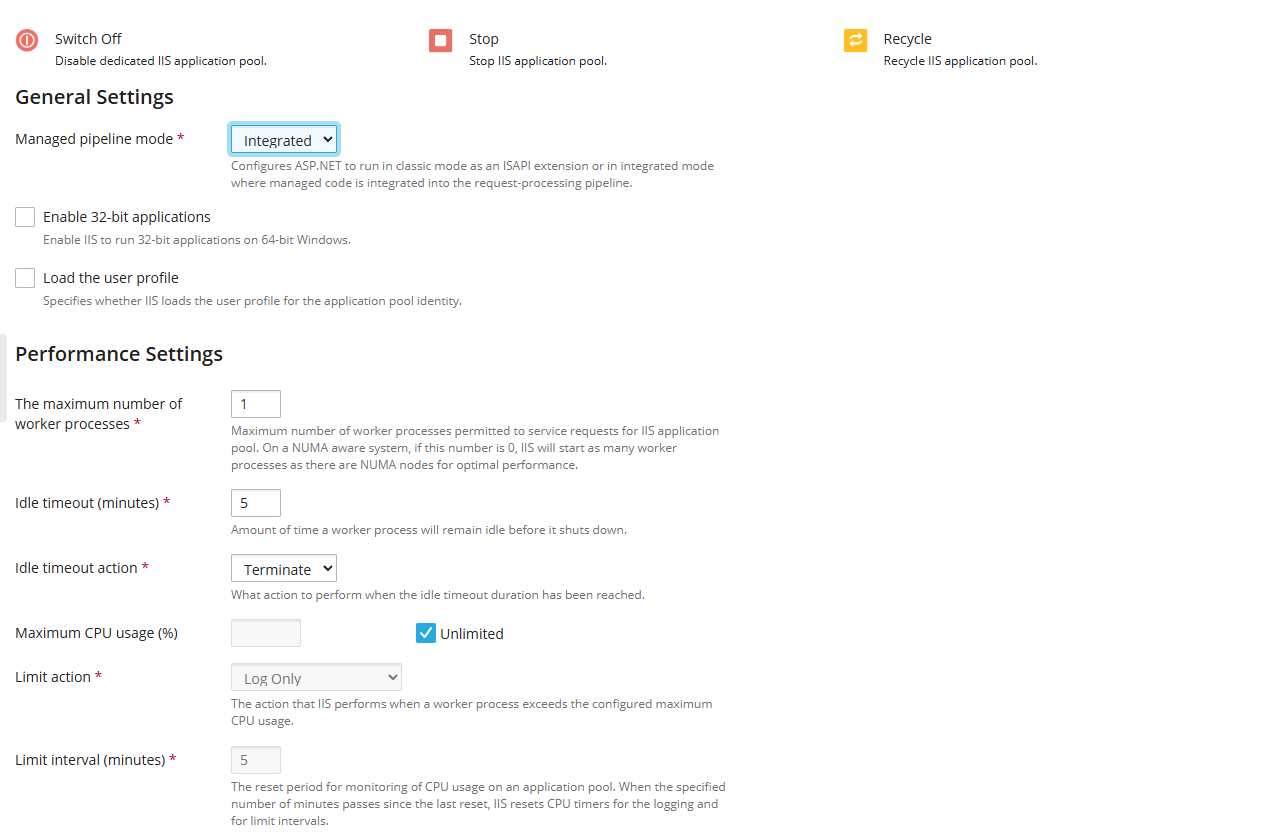 Switch Off
Disable dedicated IIS application pool.
Stop
Stop IIS application pool.
Recycle
Recycle IIS application pool.
General Settings
Managed pipeline mode *
Integrated
Configures ASP.NET to run in classic mode as an ISAPI extension or in integrated mode
where managed code is integrated into the request-processing pipeline.
Enable 32-bit applications
Enable IIS to run 32-bit applications on 64-bit Windows.
Load the user profile
Specifies whether IIS loads the user profile for the application pool identity.
Performance Settings
The maximum number of
worker processes *
1
Maximum number of worker processes permitted to service requests for IIS application
pool. On a NUMA aware system, if this number is 0, IIS will start as many worker
processes as there are NUMA nodes for optimal performance.
Idle timeout (minutes) *
5
Amount of time a worker process will remain idle before it shuts down.
Idle timeout action *
Terminate
What action to perform when the idle timeout duration has been reached.
Maximum CPU usage (%)
Unlimited
Limit action *
Log Only
The action that IIS performs when a worker process exceeds the configured maximum
CPU usage.
Limit interval (minutes) *
5
The reset period for monitoring of CPU usage on an application pool. When the specified
number of minutes passes since the last reset, IIS resets CPU timers for the logging and
for limit intervals.